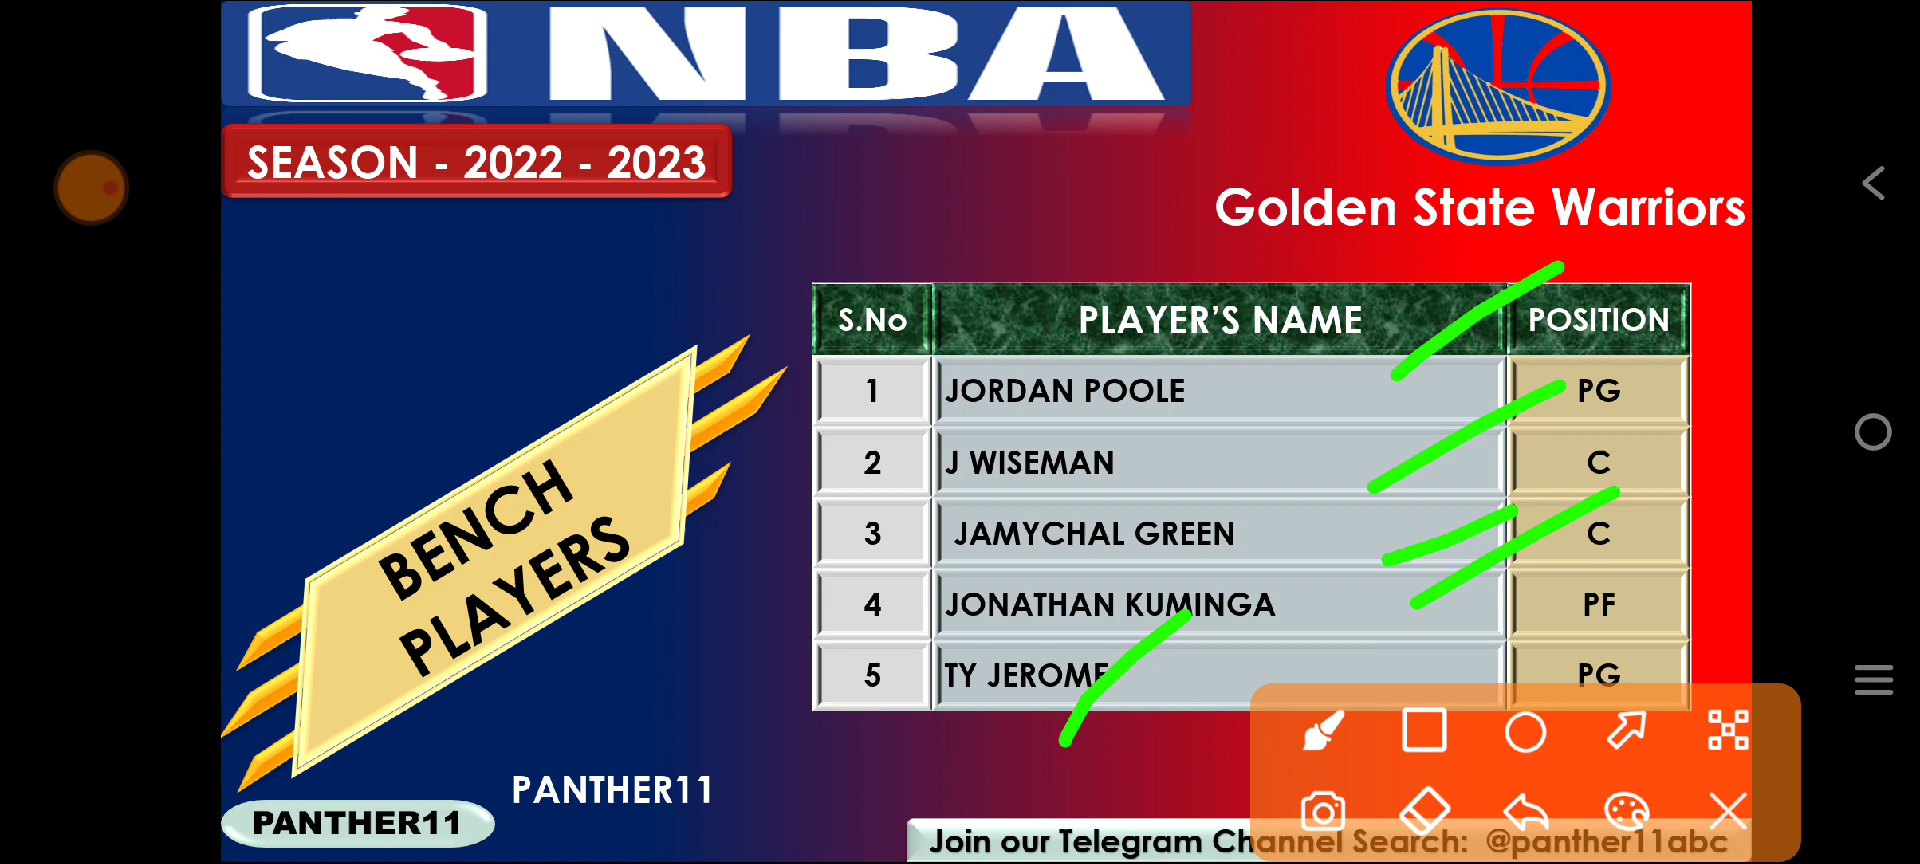 NBA
SEASON - 2022 - 2023
Golden State Warriors
S.No PLAYER'S NAME POSITION
1 JORDAN POOLE PG
2 J WISEMAN C
3 JAMYCHAL GREEN C
4 JONATHAN KUMINGA PF
5 TY JEROME PG
BENCH
PLAYERS
PANTHER11
PANTHER11
Join our Telegram Channel Search: @panther11abc